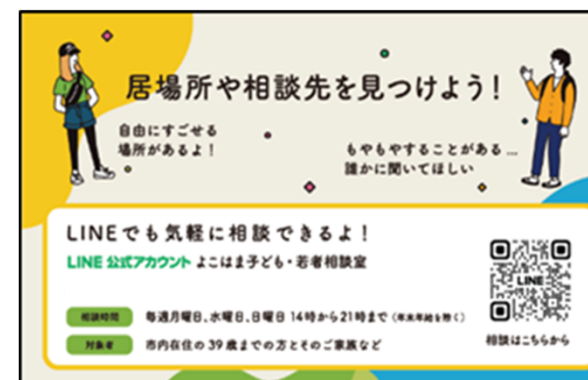 居場所や相談先を見つけよう!
自由にすごせる
場所があるよ!
もやもやすることがある…
誰かに聞いてほしい
LINEでも気軽に相談できるよ!
LINE 公式アカウント よこはま子ども・若者相談室
LINE
相談時間 毎週月曜日、水曜日、日曜日 14時から21時まで(年末年始を除く)
対象者 市内在住の39歳までの方とそのご家族など
相談はこちらから